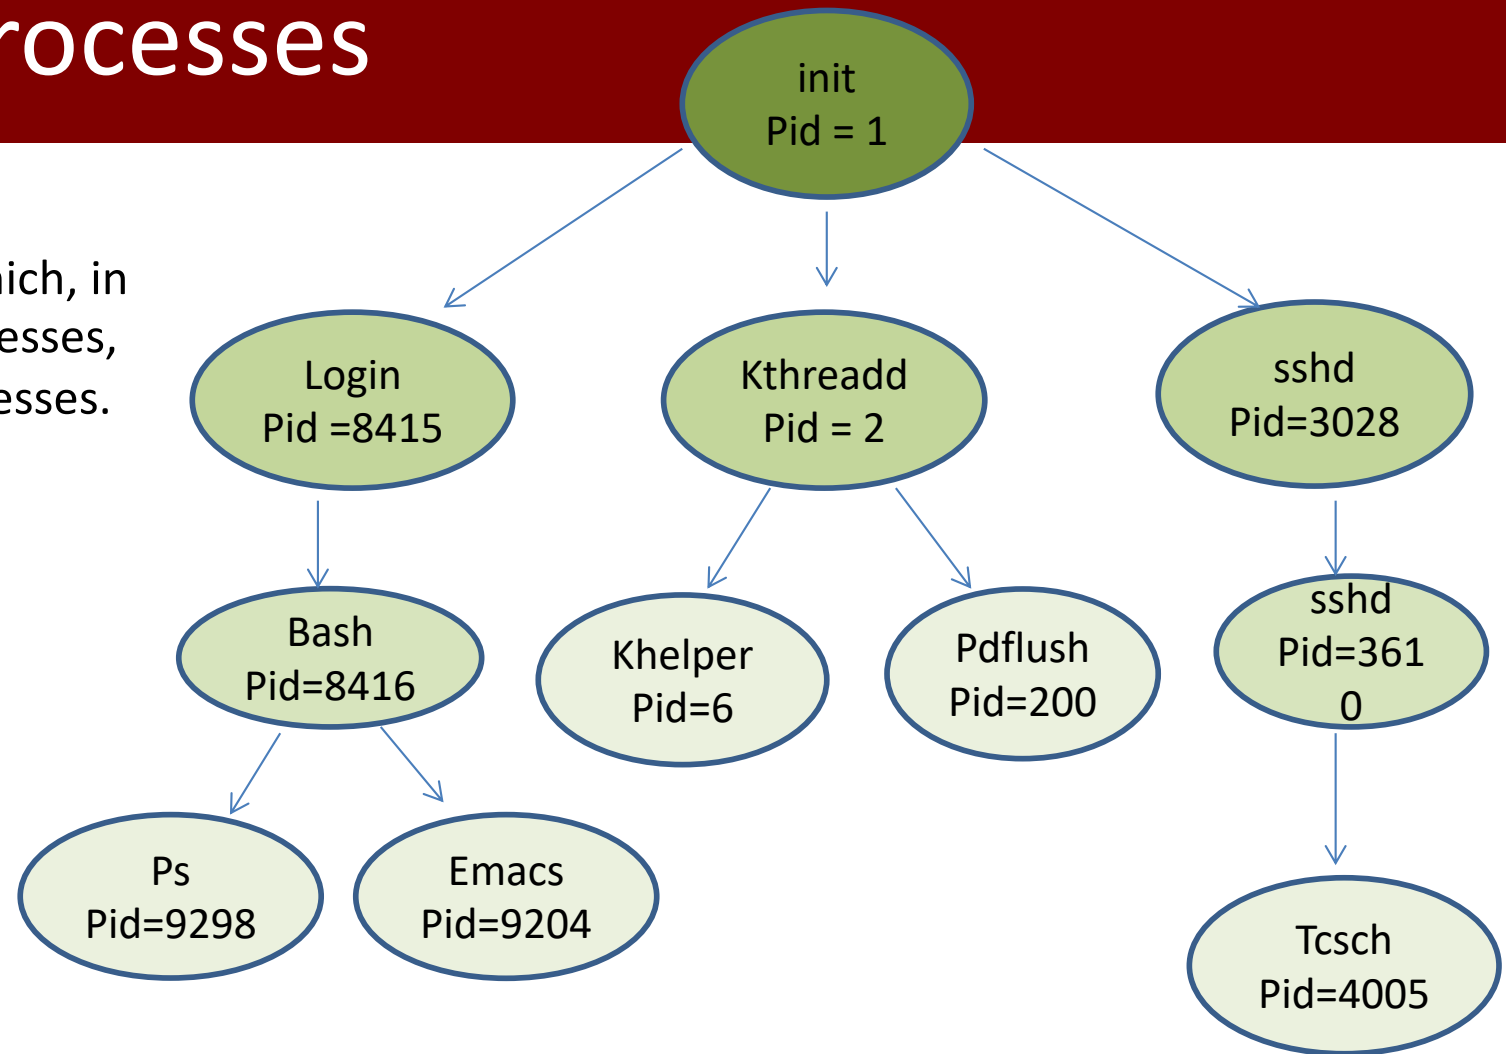 rocesses
init
Pid = 1
ich, in
esses,
esses.
Login
Pid =8415
Kthreadd
Pid = 2
sshd
Pid=3028
Bash
Pid=8416
Khelper
Pid=6
Pdflush
Pid=200
sshd
Pid=361
0
Ps
Pid=9298
Emacs
Pid=9204
Tcsch
Pid=4005